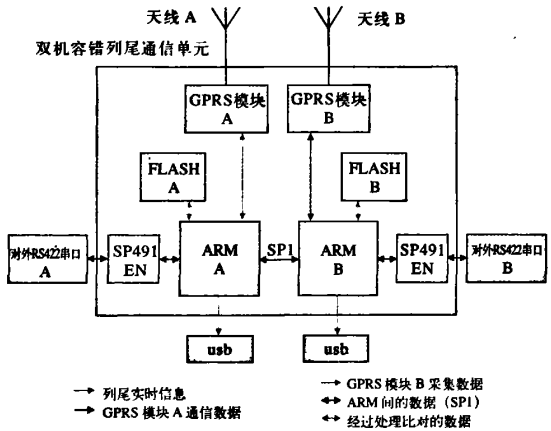 天线 A
天线 B
双机容错列尾通信单元
GPRS模块
A
GPRS模块
B
FLASH
A
FLASH
B
对外RS422串口
A
SP491
EN
ARM
A
SP1
ARM
B
SP491
EN
对外RS422串口
B
usb
usb
列尾实时信息
GPRS 模块 A 通信数据
GPRS 模块 B 采集数据
ARM 间的数据（SP1）
经过处理比对的数据